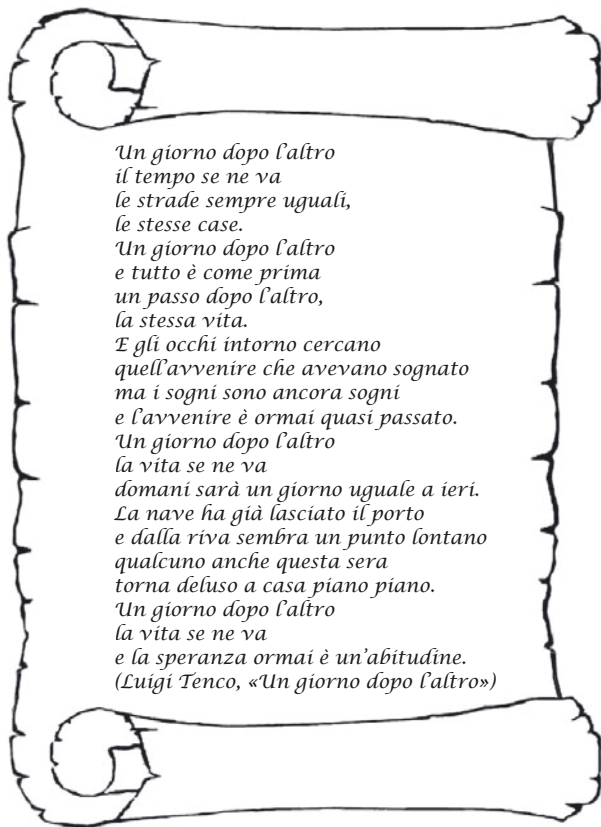 Un giorno dopo l'altro
il tempo se ne va
le strade sempre uguali,
le stesse case.
Un giorno dopo l'altro
e tutto è come prima
un passo dopo l'altro,
la stessa vita.
E gli occhi intorno cercano
quell'avvenire che avevano sognato
ma i sogni sono ancora sogni
e l'avvenire è ormai quasi passato.
Un giorno dopo l'altro
la vita se ne va
domani sarà un giorno uguale a ieri.
La nave ha già lasciato il porto
e dalla riva sembra un punto lontano
qualcuno anche questa sera
torna deluso a casa piano piano.
Un giorno dopo l'altro
la vita se ne va
e la speranza ormai è un'abitudine.
(Luigi Tenco, «Un giorno dopo l'altro»)